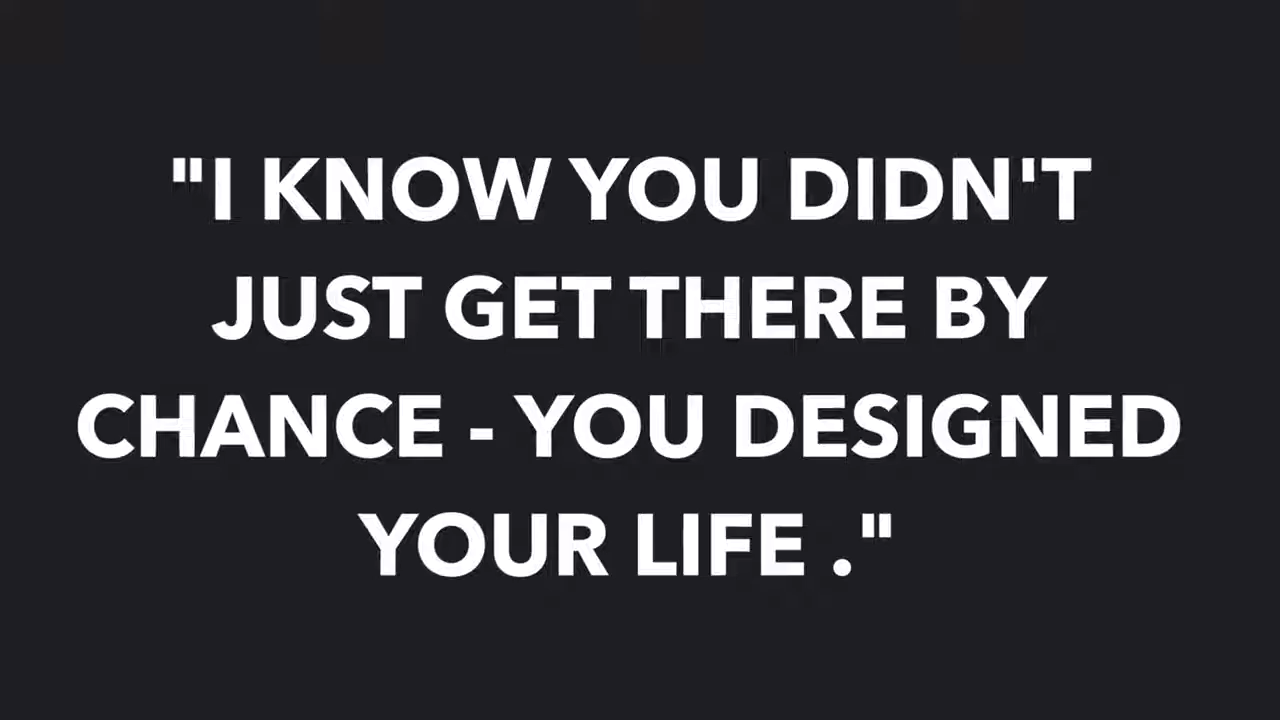 "I KNOW YOU DIDN'T
JUST GET THERE BY
CHANCE - YOU DESIGNED
YOUR LIFE ."